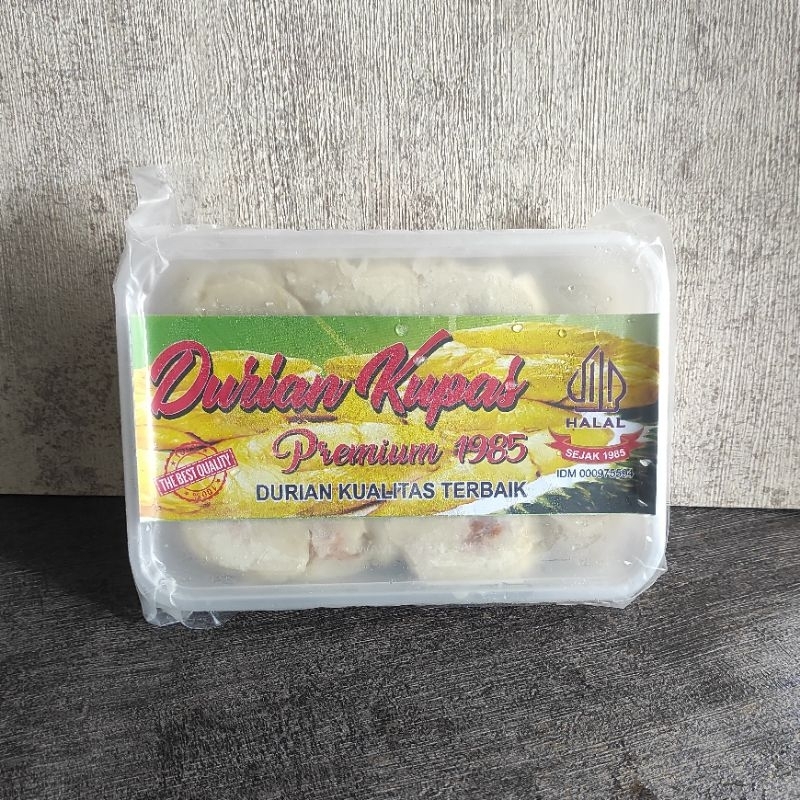 Durian Kupas
Premium 1985
DURIAN KUALITAS TERBAIK
THE BEST QUALITY
HALAL
SEJAK 1985